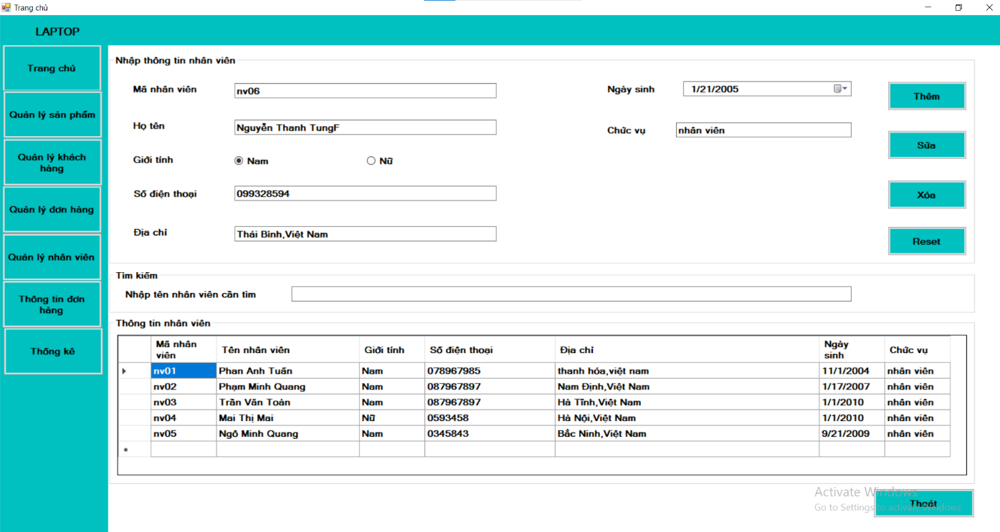 Trang chủ
LAPTOP
Trang chủ
Quản lý sản phẩm
Quản lý khách
hàng
Quản lý đơn hàng
Quản lý nhân viên
Thông tin đơn
hàng
Thống kê
Nhập thông tin nhân viên
Mã nhân viên nv06
Họ tên Nguyễn Thanh TungF
Giới tính Nam Nữ
Số điện thoại 099328594
Địa chỉ Thái Bình,Việt Nam
Ngày sinh 1/21/2005
Chức vụ nhân viên
Thêm
Sửa
Xóa
Reset
Tìm kiếm
Nhập tên nhân viên cần tìm
Thông tin nhân viên
Mã nhân viên Tên nhân viên Giới tính Số điện thoại Địa chỉ Ngày sinh Chức vụ
nv01 Phan Anh Tuấn Nam 078967985 thanh hóa,việt nam 11/1/2004 nhân viên
nv02 Phạm Minh Quang Nam 087967897 Nam Định,Việt Nam 1/17/2007 nhân viên
nv03 Trần Văn Toàn Nam 087967897 Hà Tĩnh,Việt Nam 1/1/2010 nhân viên
nv04 Mai Thị Mai Nữ 0593458 Hà Nội,Việt Nam 1/1/2010 nhân viên
nv05 Ngô Minh Quang Nam 0345843 Bắc Ninh,Việt Nam 9/21/2009 nhân viên
Activate Windows
Go to Settings to activate Windows.
Thoát